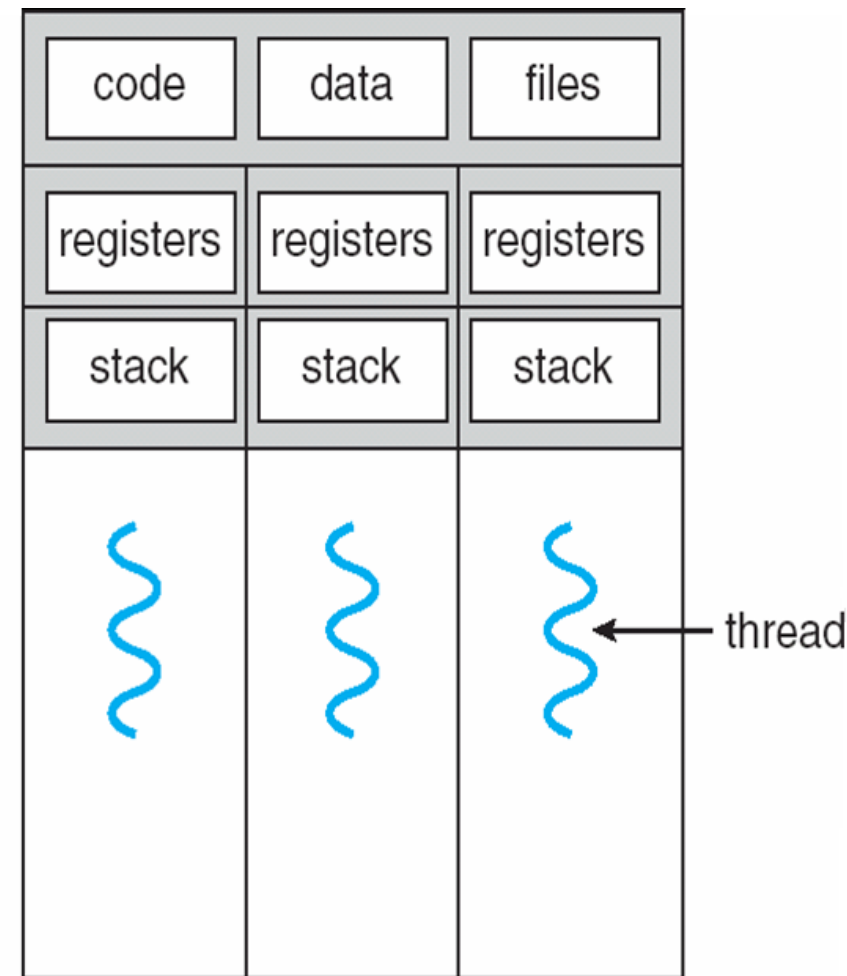 code data files
registers registers registers
stack stack stack
thread